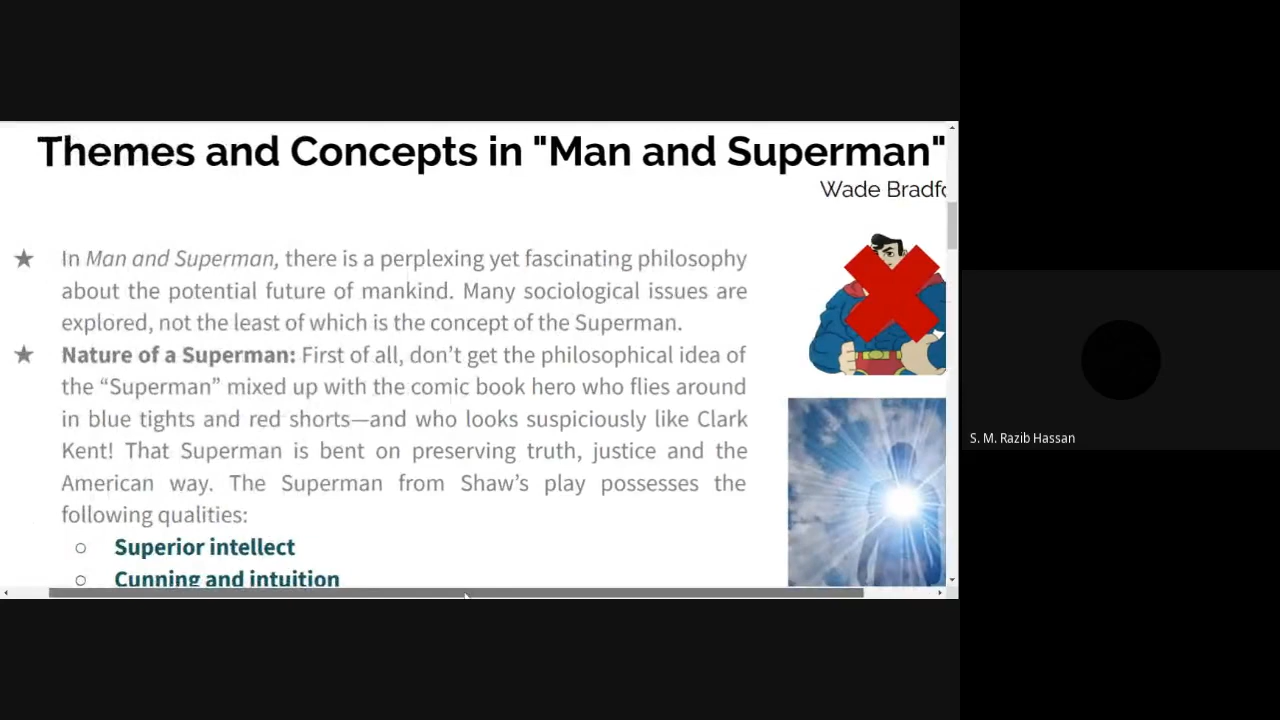 Themes and Concepts in "Man and Superman"
Wade
★ In Man and Superman, there is a perplexing yet fascinating philosophy
about the potential future of mankind. Many sociological issues are
explored, not the least of which is the concept of the Superman.
★ Nature of a Superman: First of all, don’t get the philosophical idea of
the “Superman” mixed up with the comic book hero who flies around
in blue tights and red shorts—and who looks suspiciously like Clark
Kent! That Superman is bent on preserving truth, justice and the
American way. The Superman from Shaw’s play possesses the
following qualities:
○ Superior intellect
○ Cunning and intuition
S. M. Razib Hassan